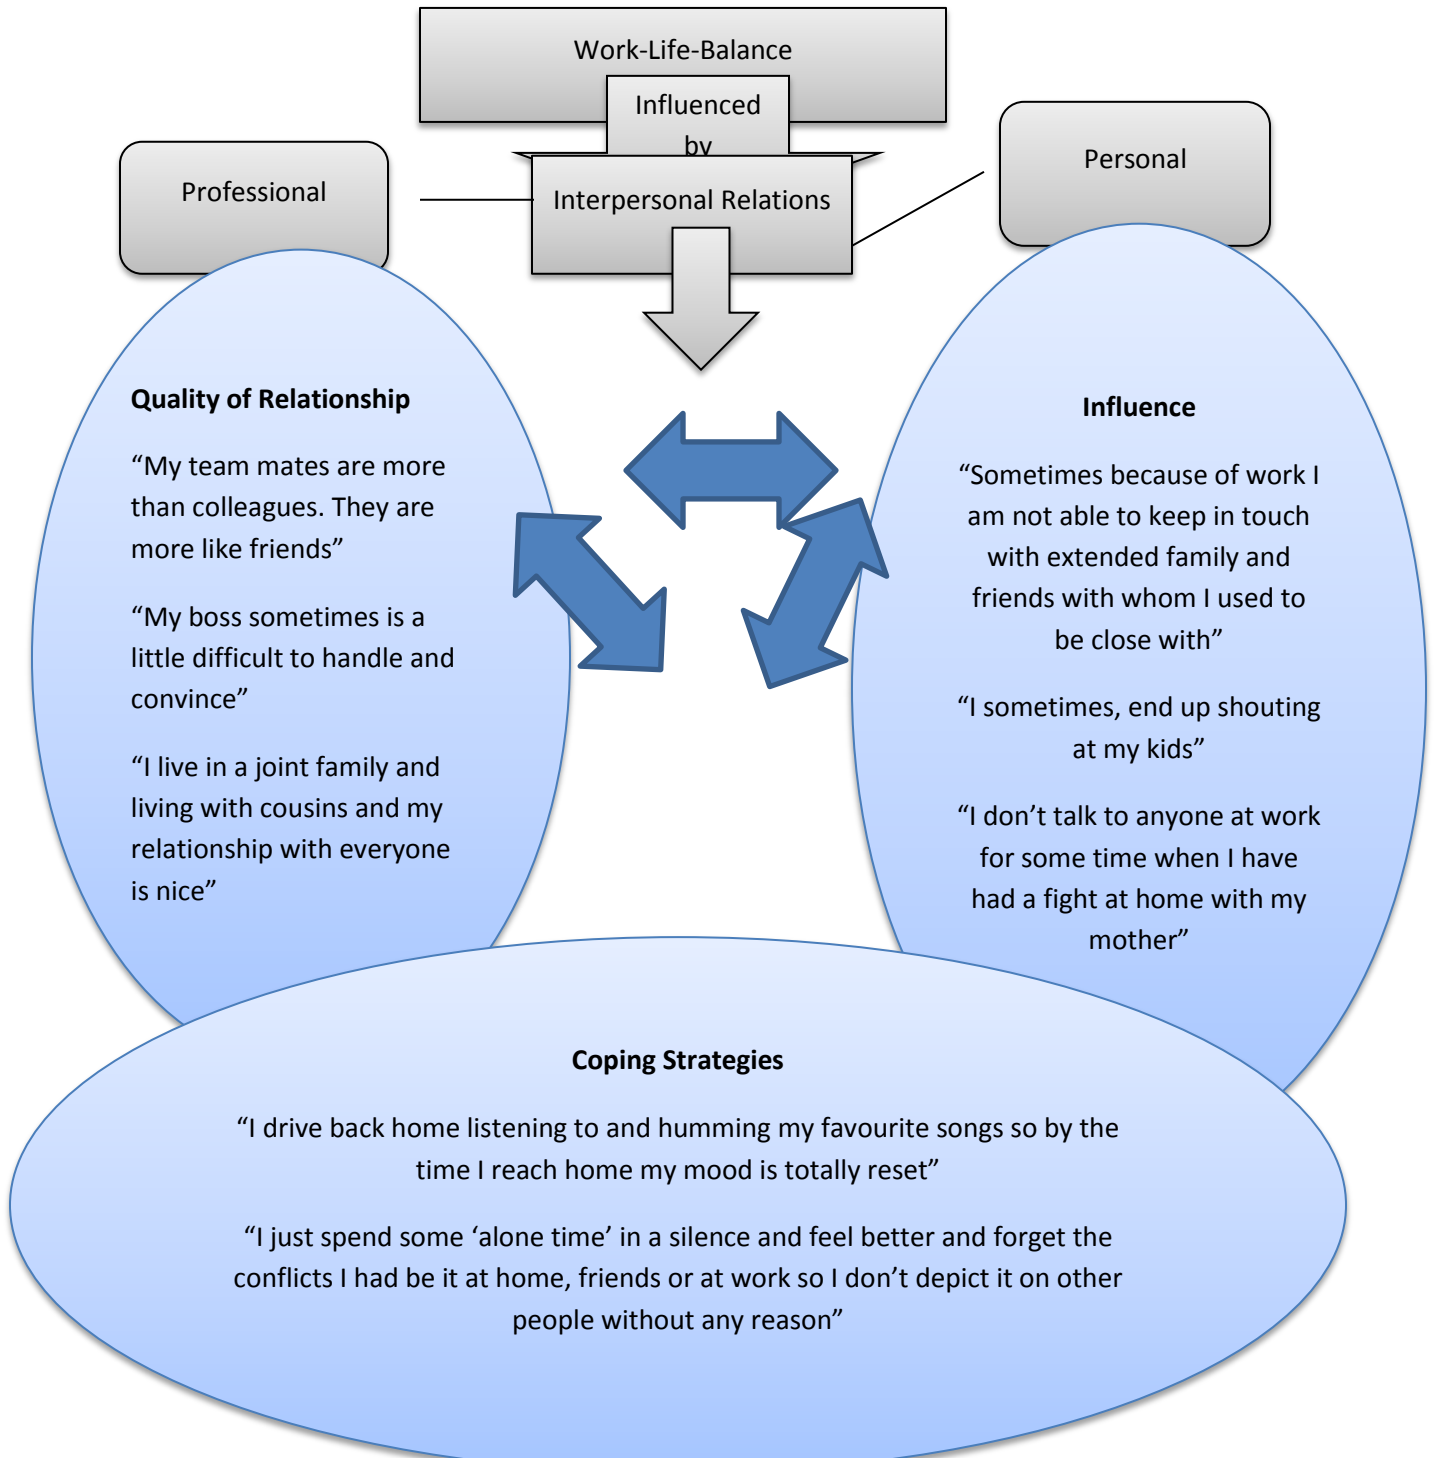 Work-Life-Balance
Influenced
by
Professional
Interpersonal Relations
Personal
Quality of Relationship
“My team mates are more
than colleagues. They are
more like friends”
“My boss sometimes is a
little difficult to handle and
convince”
“I live in a joint family and
living with cousins and my
relationship with everyone
is nice”
Influence
“Sometimes because of work I
am not able to keep in touch
with extended family and
friends with whom I used to
be close with”
“I sometimes, end up shouting
at my kids”
“I don’t talk to anyone at work
for some time when I have
had a fight at home with my
mother”
Coping Strategies
“I drive back home listening to and humming my favourite songs so by the
time I reach home my mood is totally reset”
“I just spend some ‘alone time’ in a silence and feel better and forget the
conflicts I had be it at home, friends or at work so I don’t depict it on other
people without any reason”